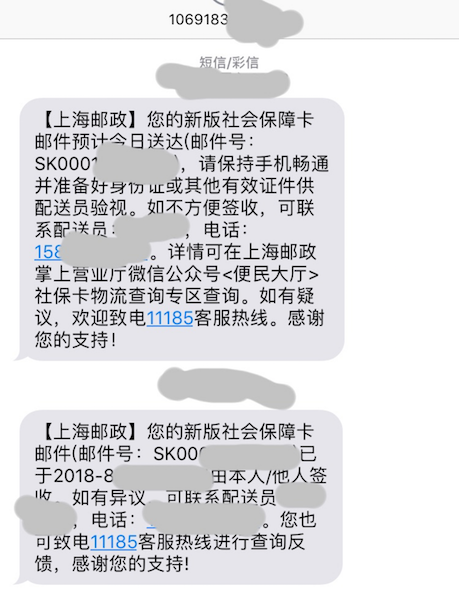 1069183
短信/彩信
【上海邮政】您的新版社会保障卡
邮件预计今日送达(邮件号：
SK0001 )，请保持手机畅通
并准备好身份证或其他有效证件供
配送员验视。如不方便签收，可联
系配送员： ，电话：
158 。详情可在上海邮政
掌上营业厅微信公众号<便民大厅>
社保卡物流查询专区查询。如有疑
议，欢迎致电11185客服热线。感谢
您的支持！
【上海邮政】您的新版社会保障卡
邮件(邮件号：SK000 )已
于2018-8 由本人/他人签
收。如有异议，可联系配送员
，电话： 。您也
可致电11185客服热线进行查询反
馈，感谢您的支持！